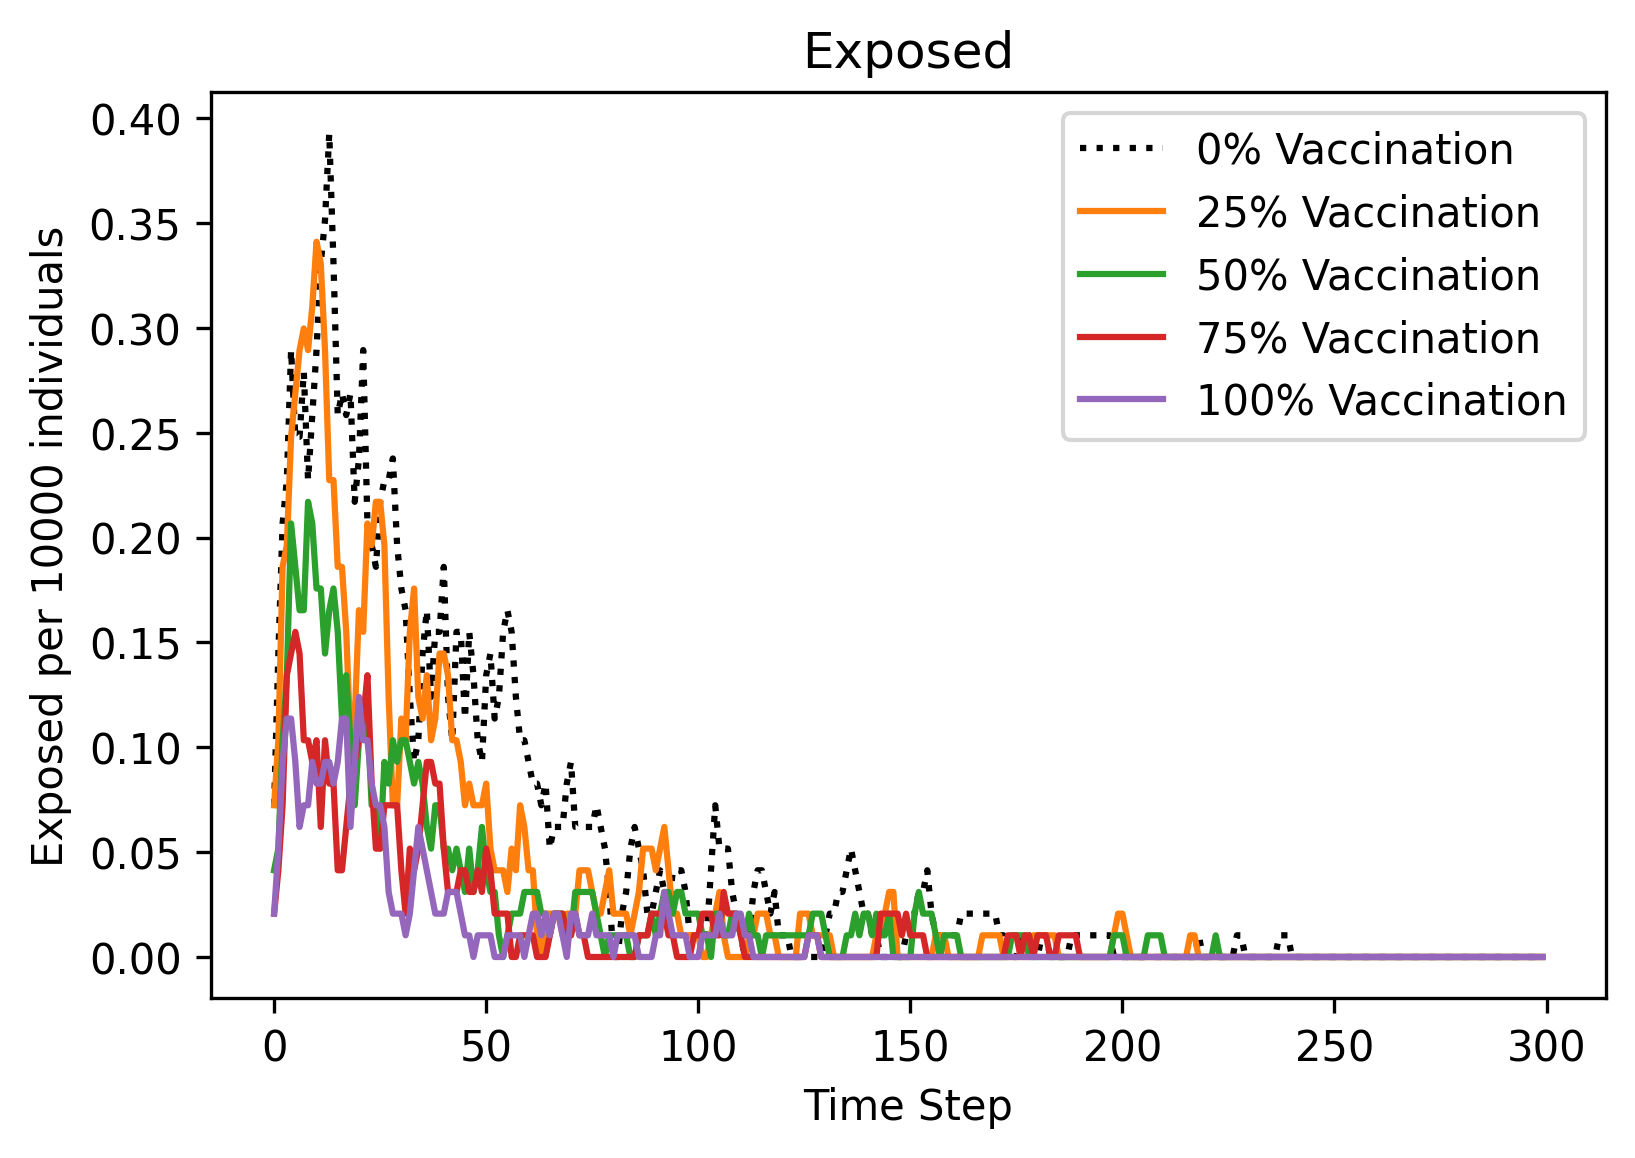 Exposed
Exposed per 10000 individuals
0.40
0.35
0.30
0.25
0.20
0.15
0.10
0.05
0.00
0% Vaccination
25% Vaccination
50% Vaccination
75% Vaccination
100% Vaccination
0 50 100 150 200 250 300
Time Step